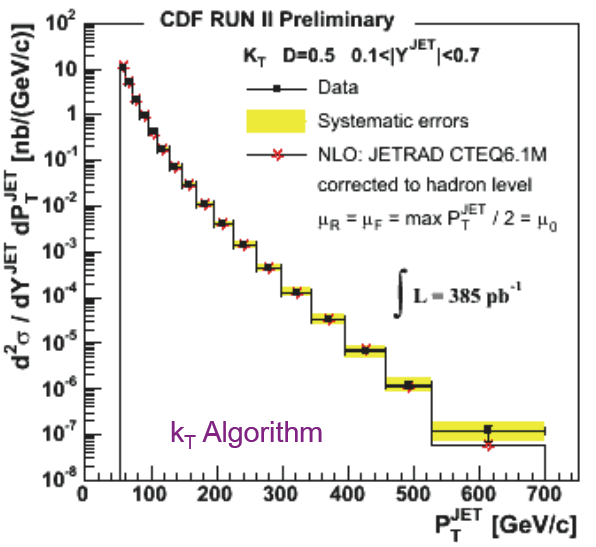 CDF RUN II Preliminary
K_T D=0.5 0.1<|Y^JET|<0.7
Data
Systematic errors
NLO: JETRAD CTEQ6.1M
corrected to hadron level
μ_R = μ_F = max P_T^JET / 2 = μ_0
∫ L = 385 pb^-1
k_T Algorithm
d^2σ / dY^JET dP_T^JET [nb/(GeV/c)]
10^2
10
1
10^-1
10^-2
10^-3
10^-4
10^-5
10^-6
10^-7
10^-8
0 100 200 300 400 500 600 700
P_T^JET [GeV/c]